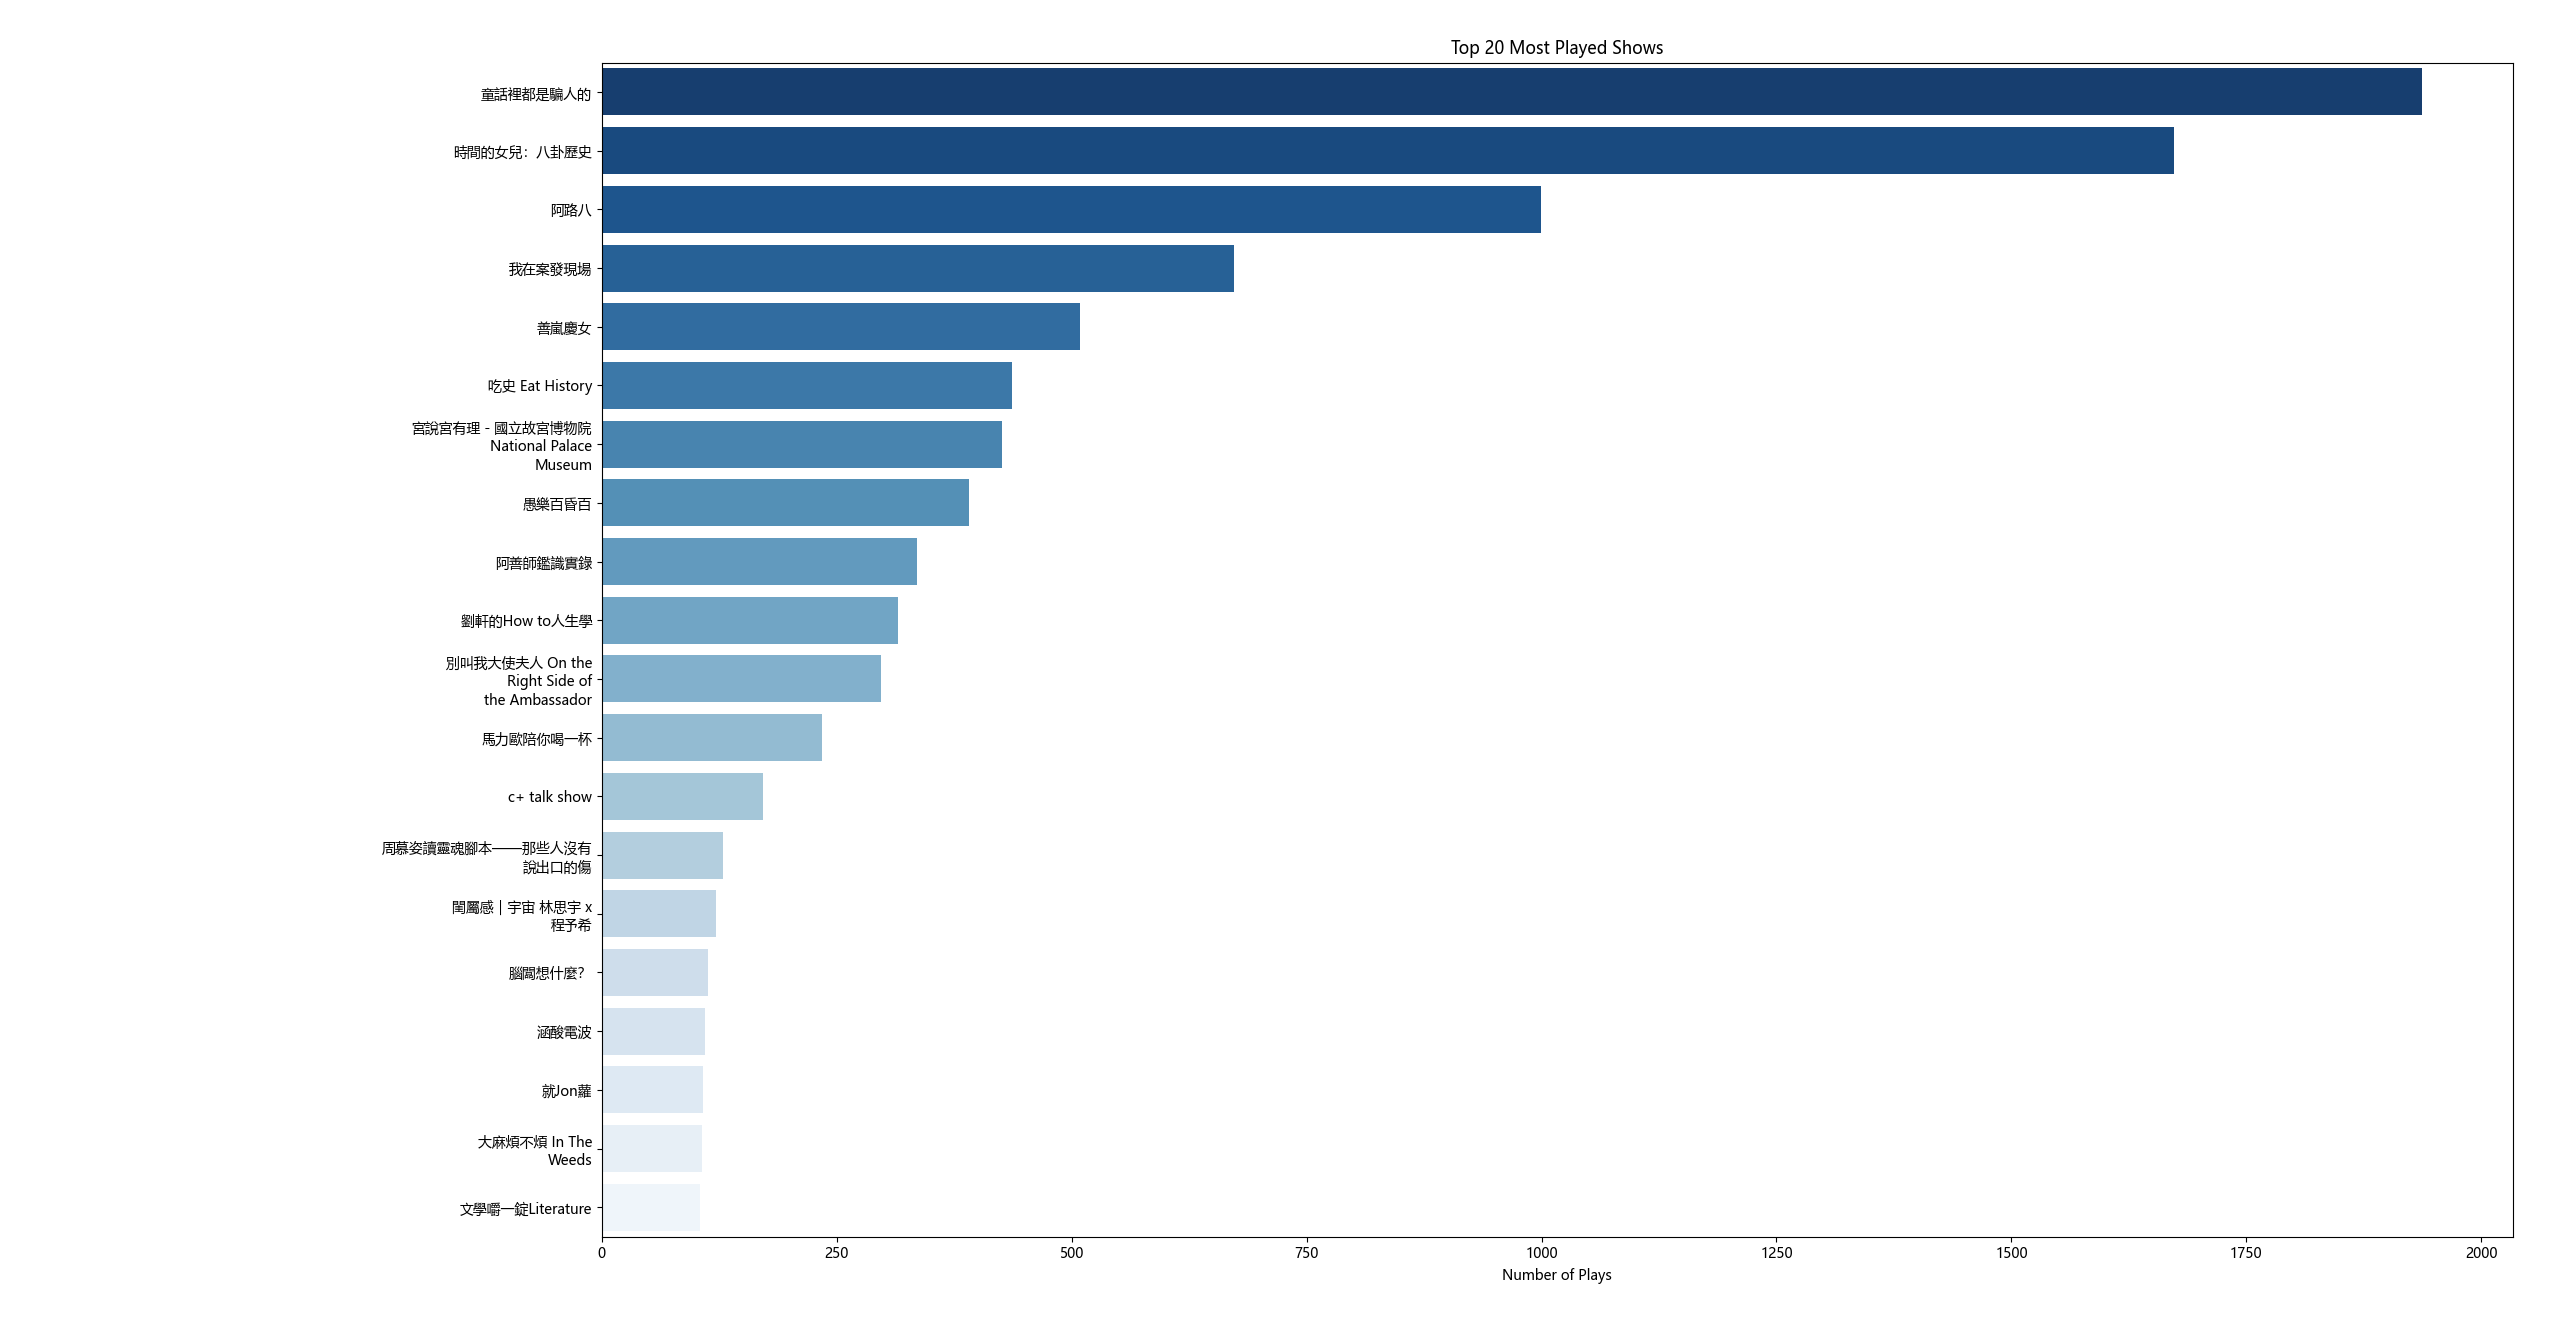 Top 20 Most Played Shows
童話裡都是騙人的
時間的女兒：八卦歷史
阿路八
我在案發現場
善嵐慶女
吃史 Eat History
宮說宮有理 - 國立故宮博物院
National Palace
Museum
愚樂百昏百
阿善師鑑識實錄
劉軒的How to人生學
別叫我大使夫人 On the
Right Side of
the Ambassador
馬力歐陪你喝一杯
c+ talk show
周慕姿讀靈魂腳本——那些人沒有
說出口的傷
閨屬感 | 宇宙 林思宇 x
程予希
腦闆想什麼？
涵酸電波
就Jon蘿
大麻煩不煩 In The
Weeds
文學嚼一錠Literature
0 250 500 750 1000 1250 1500 1750 2000
Number of Plays